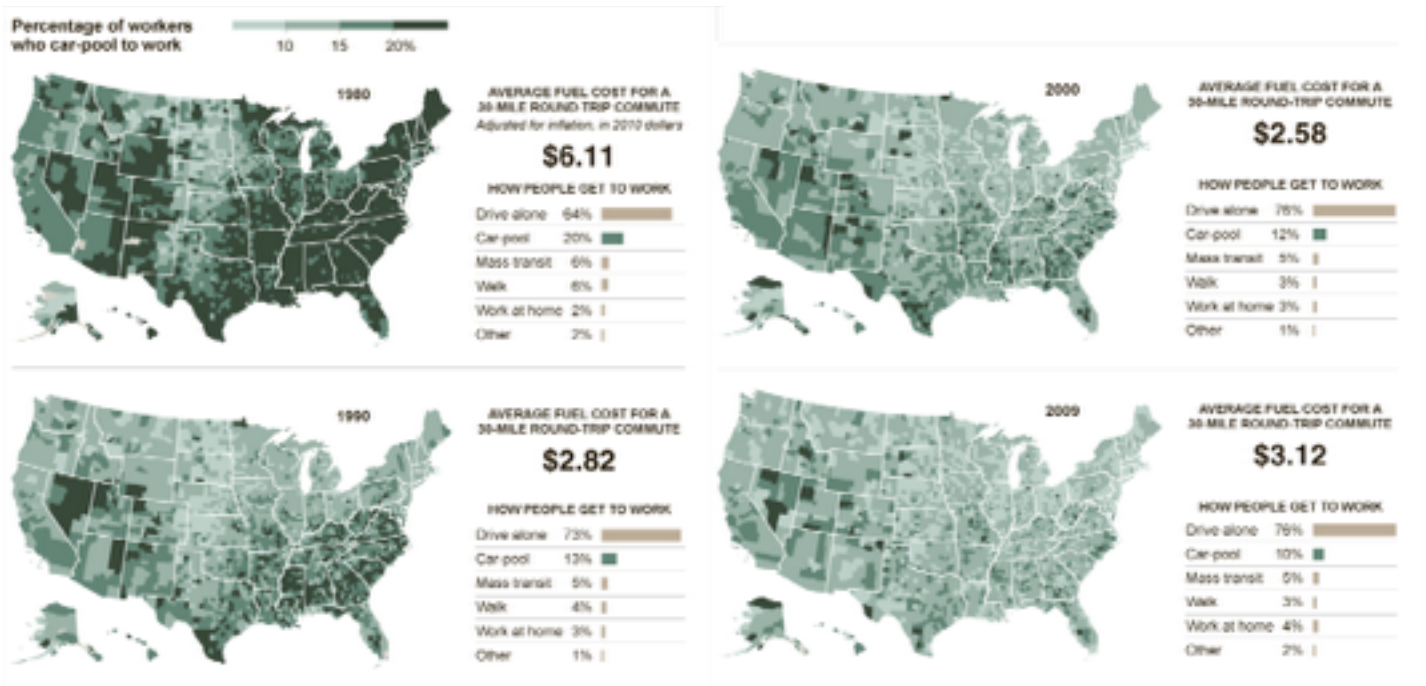 Percentage of workers
who car-pool to work
10 15 20%
1980
AVERAGE FUEL COST FOR A
30-MILE ROUND TRIP COMMUTE
Adjusted for inflation, in 2010 dollars
$6.11
HOW PEOPLE GET TO WORK
Drive alone 64%
Car-pool 20%
Mass transit 6%
Walk 6%
Work at home 2%
Other 2%
2000
AVERAGE FUEL COST FOR A
30-MILE ROUND-TRIP COMMUTE
$2.58
HOW PEOPLE GET TO WORK
Drive alone 76%
Car-pool 12%
Mass transit 5%
Walk 3%
Work at home 3%
Other 1%
1990
AVERAGE FUEL COST FOR A
30-MILE ROUND-TRIP COMMUTE
$2.82
HOW PEOPLE GET TO WORK
Drive alone 73%
Car-pool 13%
Mass transit 5%
Walk 4%
Work at home 3%
Other 1%
2009
AVERAGE FUEL COST FOR A
30-MILE ROUND-TRIP COMMUTE
$3.12
HOW PEOPLE GET TO WORK
Drive alone 76%
Car-pool 10%
Mass transit 5%
Walk 3%
Work at home 4%
Other 2%